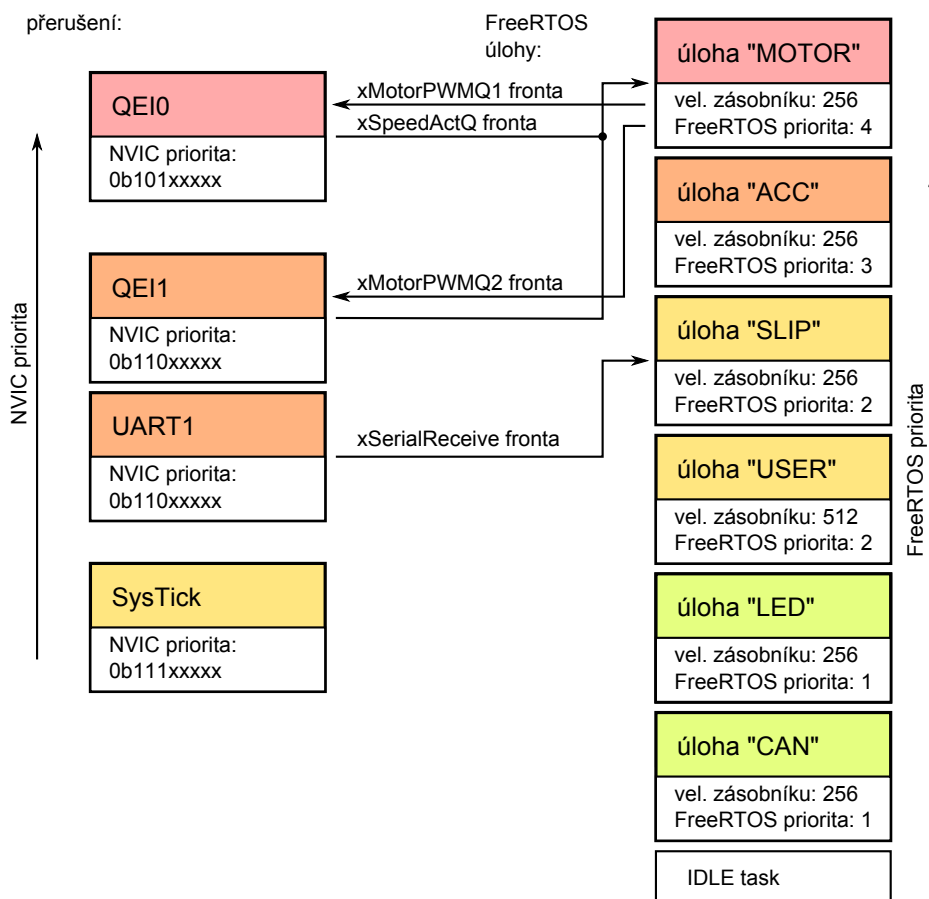 přerušení:
FreeRTOS
úlohy:
QEI0
NVIC priorita:
0b101xxxxx
QEI1
NVIC priorita:
0b110xxxxx
UART1
NVIC priorita:
0b110xxxxx
SysTick
NVIC priorita:
0b111xxxxx
NVIC priorita
xMotorPWMQ1 fronta
xSpeedActQ fronta
xMotorPWMQ2 fronta
xSerialReceive fronta
úloha "MOTOR"
vel. zásobníku: 256
FreeRTOS priorita: 4
úloha "ACC"
vel. zásobníku: 256
FreeRTOS priorita: 3
úloha "SLIP"
vel. zásobníku: 256
FreeRTOS priorita: 2
úloha "USER"
vel. zásobníku: 512
FreeRTOS priorita: 2
úloha "LED"
vel. zásobníku: 256
FreeRTOS priorita: 1
úloha "CAN"
vel. zásobníku: 256
FreeRTOS priorita: 1
IDLE task
FreeRTOS priorita